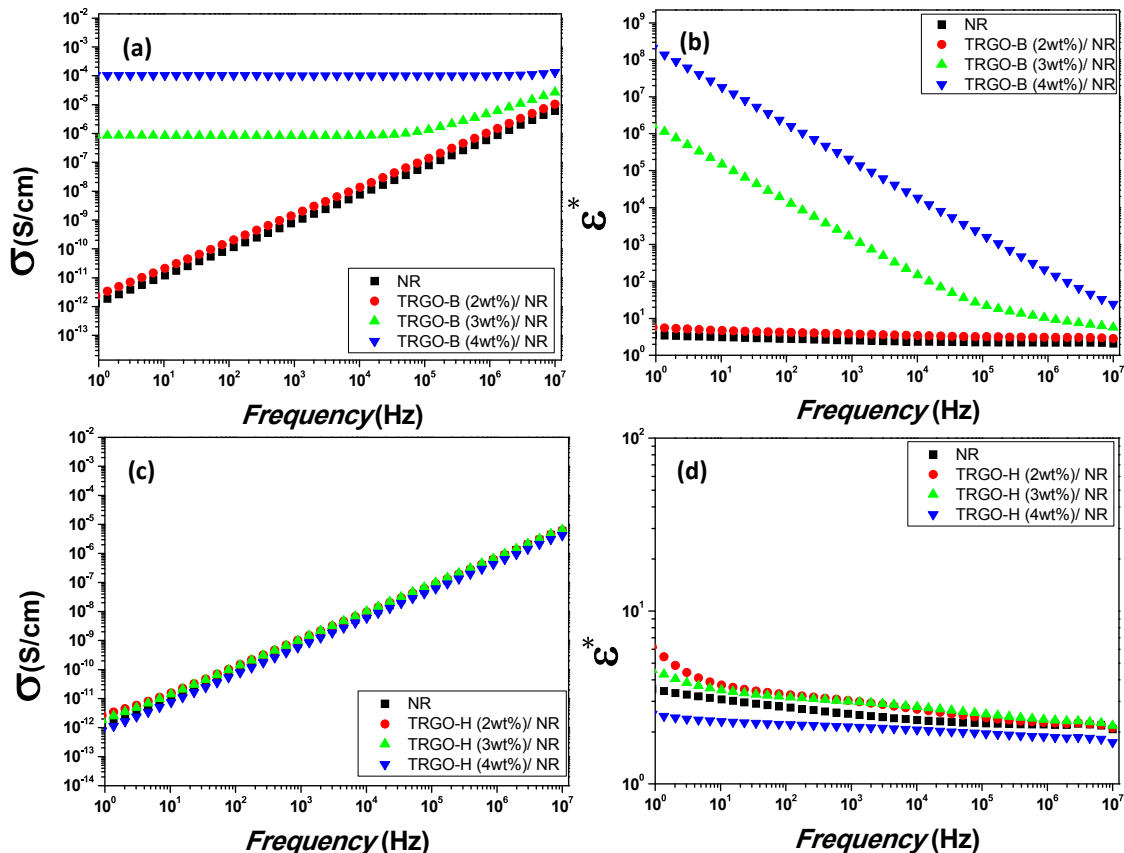 (a)
σ(S/cm)
10⁻²
10⁻³
10⁻⁴
10⁻⁵
10⁻⁶
10⁻⁷
10⁻⁸
10⁻⁹
10⁻¹⁰
10⁻¹¹
10⁻¹²
10⁻¹³
NR
TRGO-B (2wt%)/ NR
TRGO-B (3wt%)/ NR
TRGO-B (4wt%)/ NR
10⁰ 10¹ 10² 10³ 10⁴ 10⁵ 10⁶ 10⁷
Frequency (Hz)
(b)
ε*
10⁹
10⁸
10⁷
10⁶
10⁵
10⁴
10³
10²
10¹
10⁰
NR
TRGO-B (2wt%)/ NR
TRGO-B (3wt%)/ NR
TRGO-B (4wt%)/ NR
10⁰ 10¹ 10² 10³ 10⁴ 10⁵ 10⁶ 10⁷
Frequency (Hz)
(c)
σ(S/cm)
10⁻²
10⁻³
10⁻⁴
10⁻⁵
10⁻⁶
10⁻⁷
10⁻⁸
10⁻⁹
10⁻¹⁰
10⁻¹¹
10⁻¹²
10⁻¹³
10⁻¹⁴
NR
TRGO-H (2wt%)/ NR
TRGO-H (3wt%)/ NR
TRGO-H (4wt%)/ NR
10⁰ 10¹ 10² 10³ 10⁴ 10⁵ 10⁶ 10⁷
Frequency (Hz)
(d)
ε*
10²
10¹
10⁰
NR
TRGO-H (2wt%)/ NR
TRGO-H (3wt%)/ NR
TRGO-H (4wt%)/ NR
10⁰ 10¹ 10² 10³ 10⁴ 10⁵ 10⁶ 10⁷
Frequency (Hz)